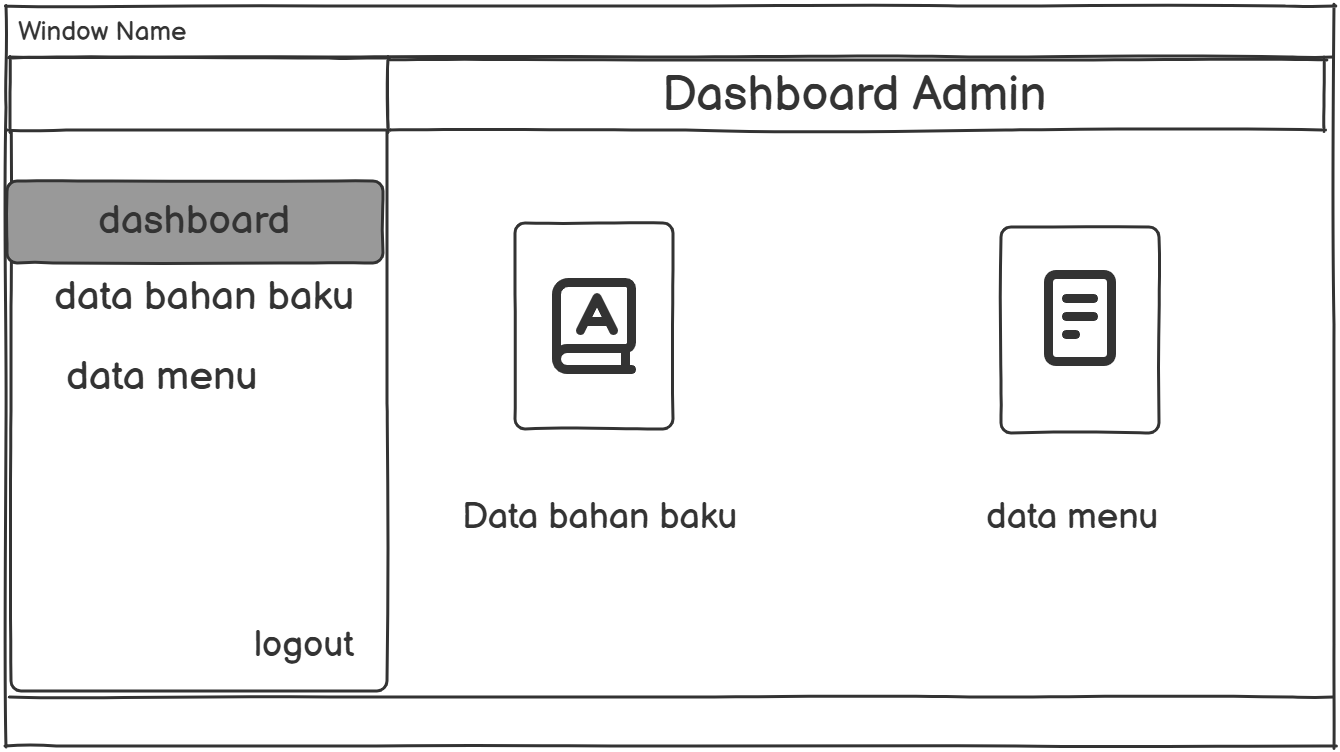 Window Name
Dashboard Admin
dashboard
data bahan baku
data menu
logout
A
Data bahan baku
data menu